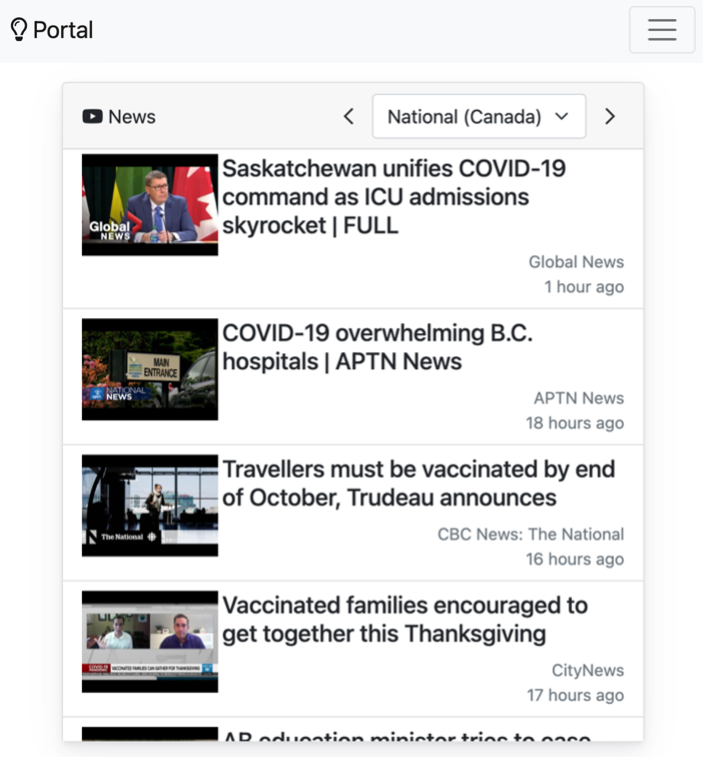 Portal
News
National (Canada)
Saskatchewan unifies COVID-19
command as ICU admissions
skyrocket | FULL
Global
NEWS
Global News
1 hour ago
COVID-19 overwhelming B.C.
hospitals | APTN News
MAIN
ENTRANCE
NATIONAL
NEWS
APTN News
18 hours ago
Travellers must be vaccinated by end
of October, Trudeau announces
The National
CBC News: The National
16 hours ago
Vaccinated families encouraged to
get together this Thanksgiving
COVID-19
VACCINATED FAMILIES CAN GATHER FOR THANKSGIVING
CityNews
17 hours ago
AB education minister tries to ease